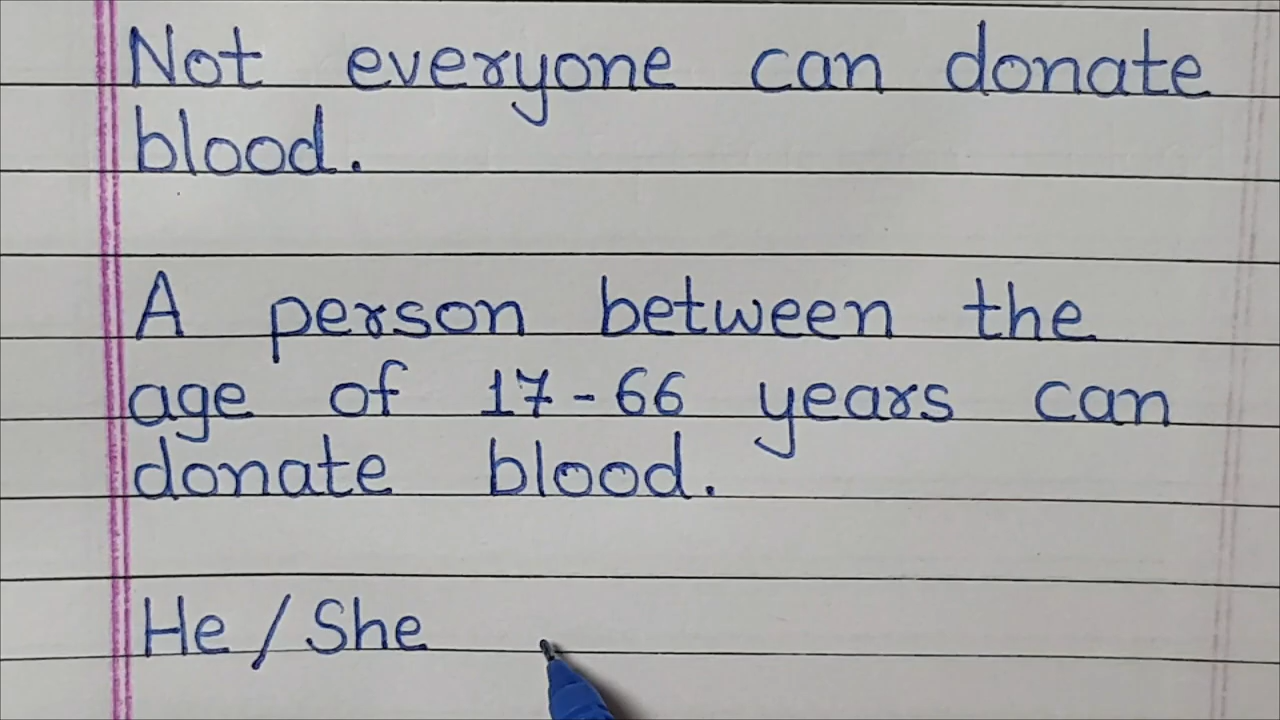 Not everyone can donate
blood.
A person between the
age of 17-66 years can
donate blood.
He / She